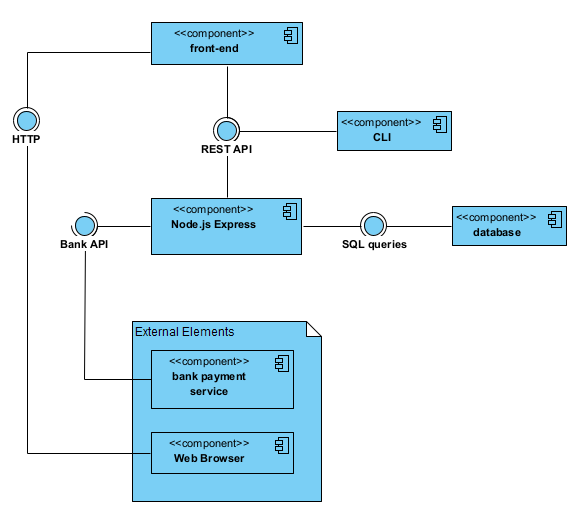 <<component>>
front-end
HTTP
REST API
<<component>>
CLI
<<component>>
Node.js Express
Bank API
SQL queries
<<component>>
database
External Elements
<<component>>
bank payment
service
<<component>>
Web Browser